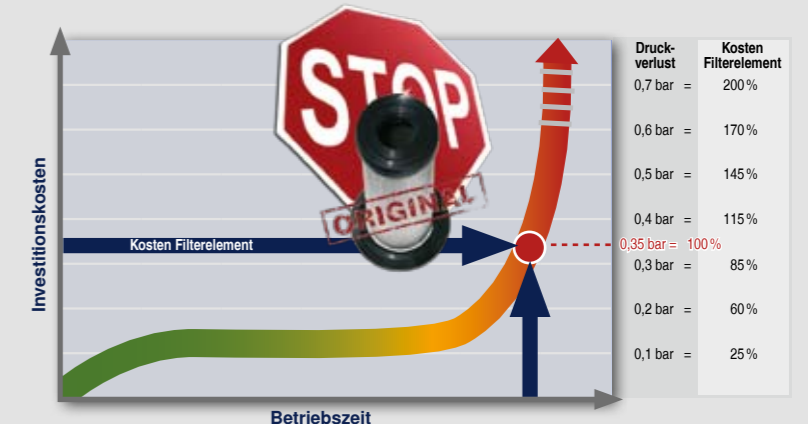 STOP
ORIGINAL
Kosten Filterelement
Investitionskosten
Betriebszeit
Druck- Kosten
verlust Filterelement
0,7 bar = 200 %
0,6 bar = 170 %
0,5 bar = 145 %
0,4 bar = 115 %
0,35 bar = 100 %
0,3 bar = 85 %
0,2 bar = 60 %
0,1 bar = 25 %